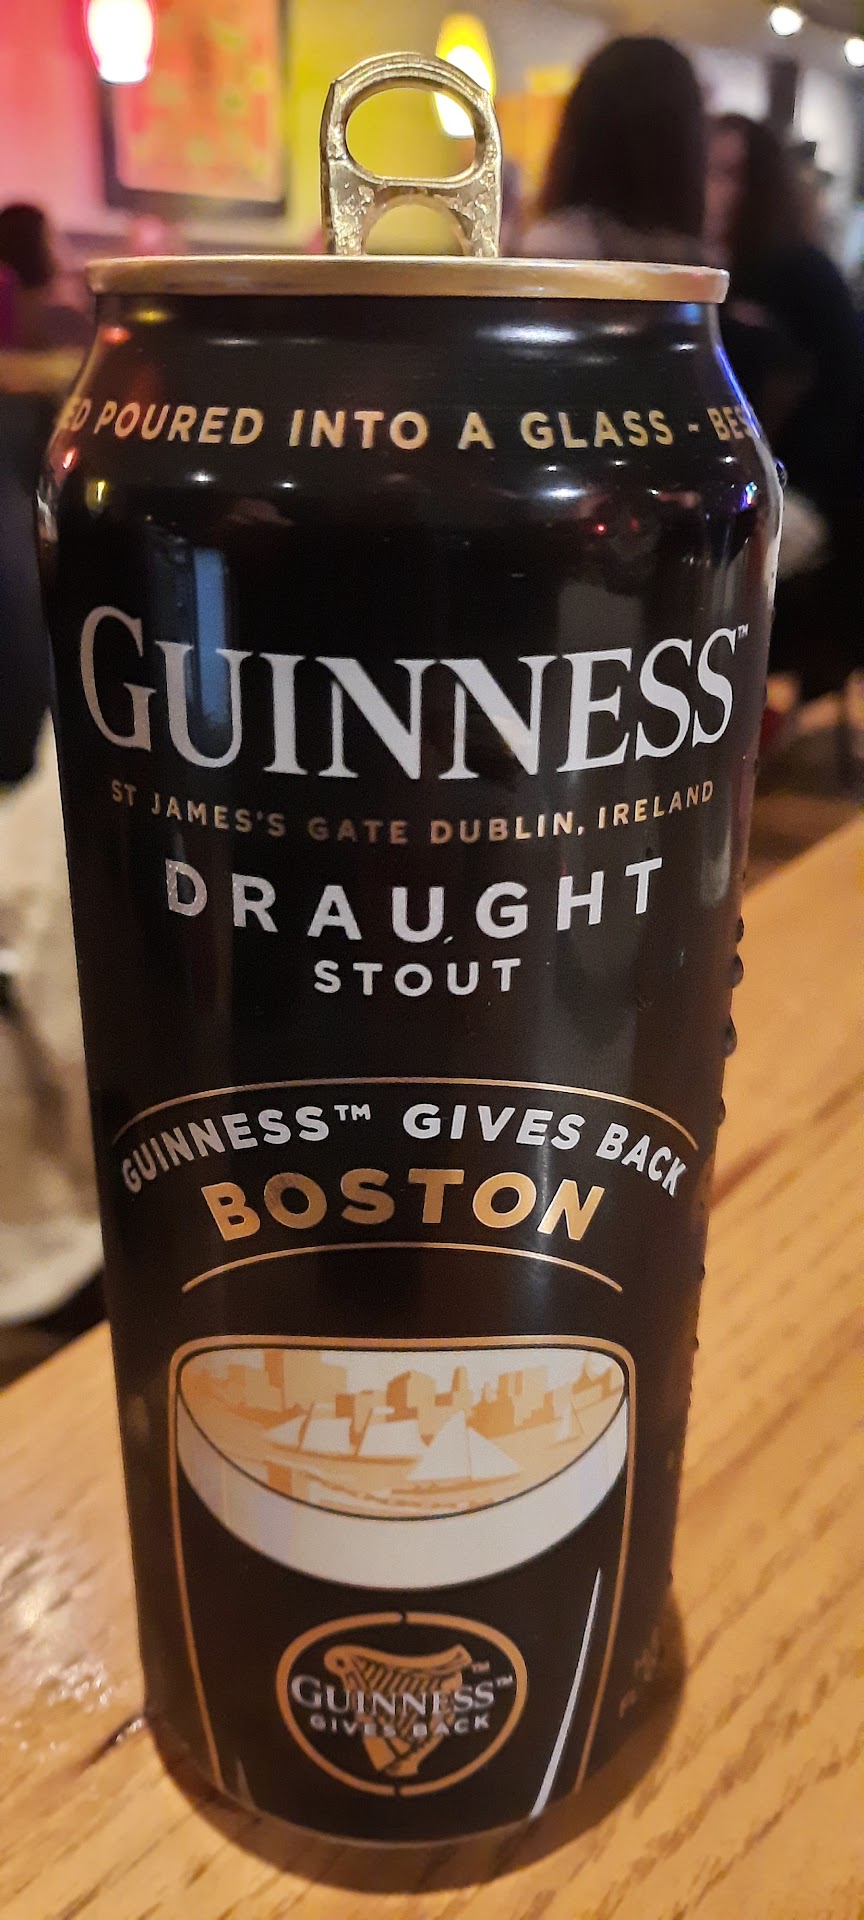 POURED INTO A GLASS -
GUINNESS™
ST JAMES'S GATE DUBLIN, IRELAND
DRAUGHT
STOUT
GUINNESS™ GIVES BACK
BOSTON
GUINNESS™
GIVES BACK